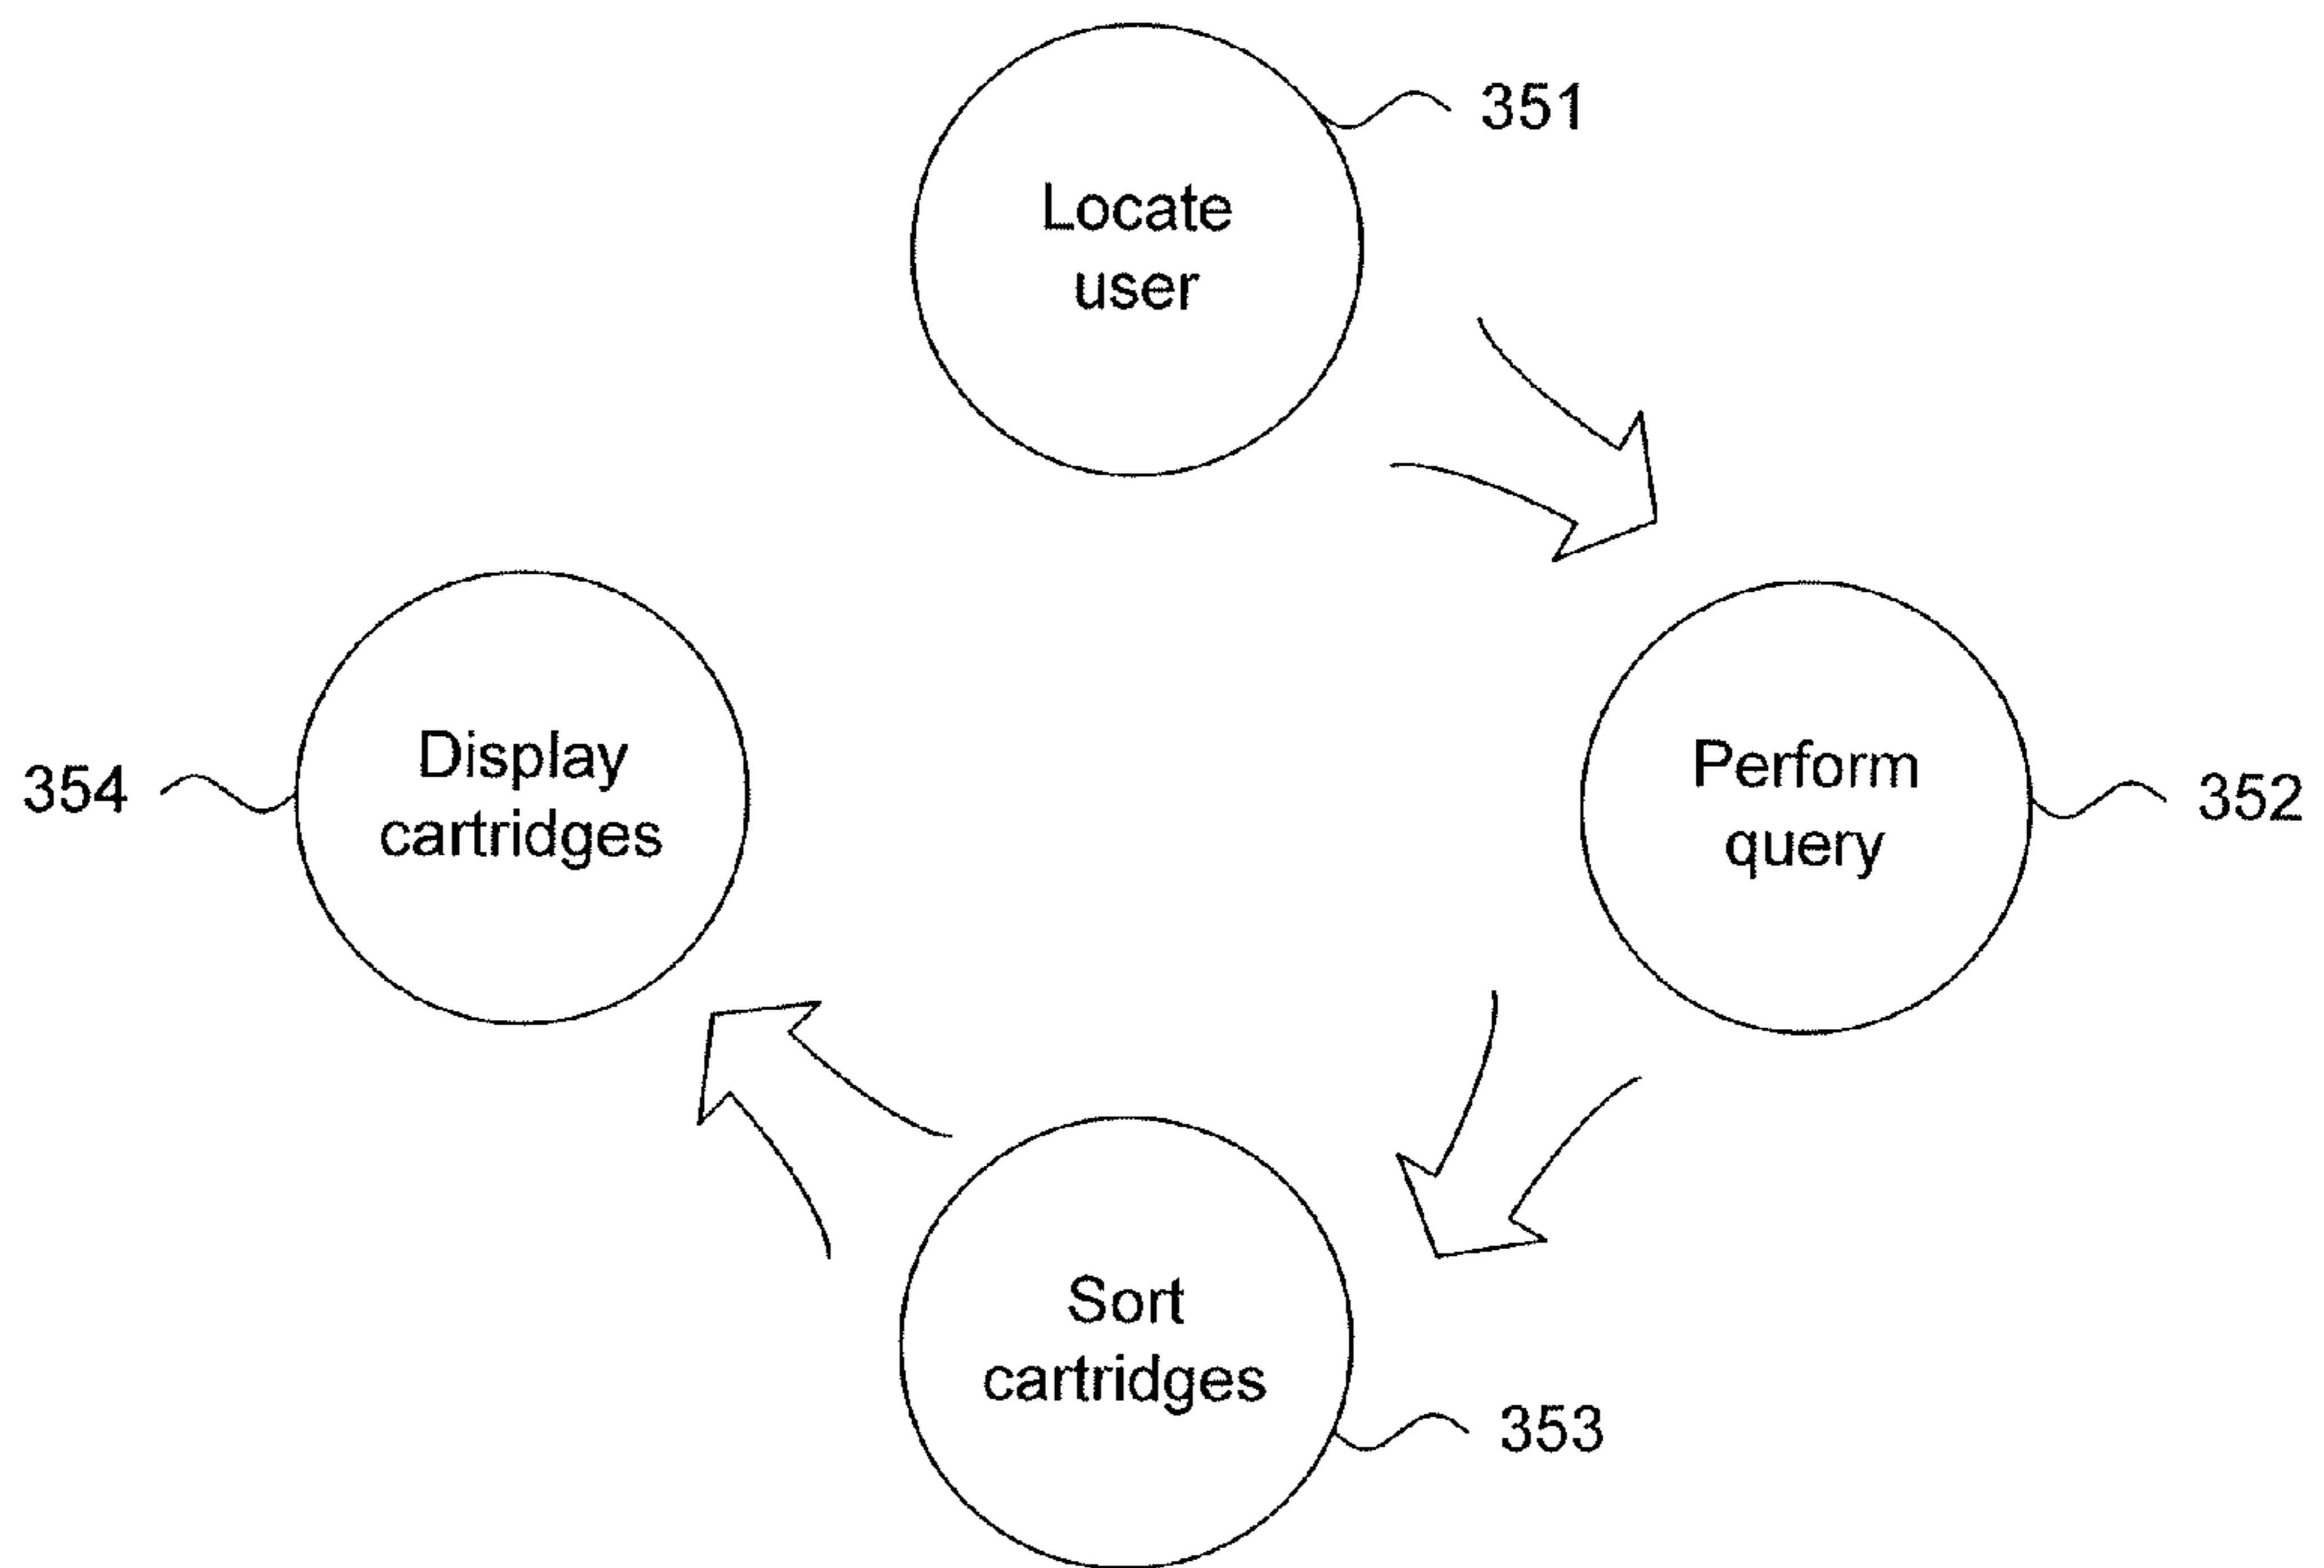 Locate
user
351
Perform
query
352
Sort
cartridges
353
Display
cartridges
354